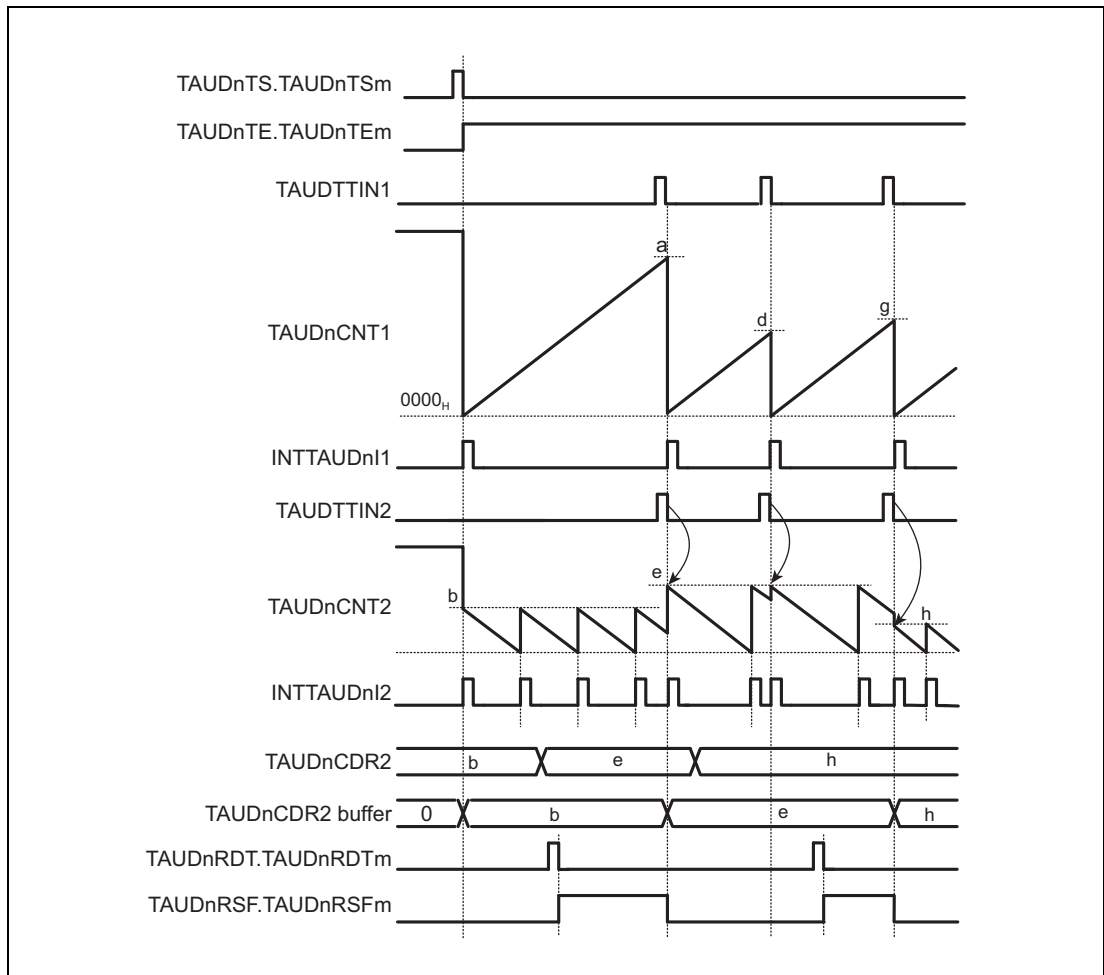 TAUDnTS.TAUDnTSm
TAUDnTE.TAUDnTEm
TAUDTTIN1
a
d
g
TAUDnCNT1
0000H
INTTAUDnI1
TAUDTTIN2
b
e
TAUDnCNT2
h
INTTAUDnI2
TAUDnCDR2
b
e
h
TAUDnCDR2 buffer
0
b
e
h
TAUDnRDT.TAUDnRDTm
TAUDnRSF.TAUDnRSFm